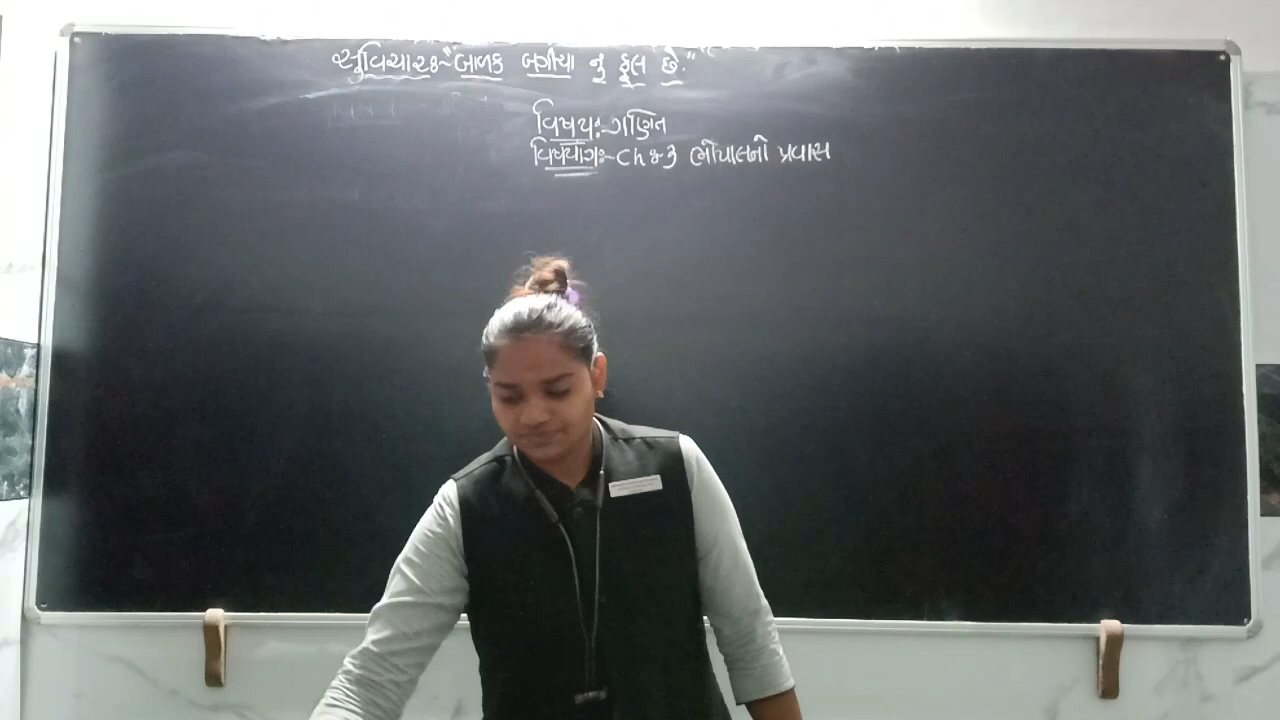 સુવિચારઃ- "બાળક બગીચા નુ ફૂલ છે."
વિષયઃ- ગણિત
વિષયાંગઃ- Ch 3 ભોપાલનો પ્રવાસ